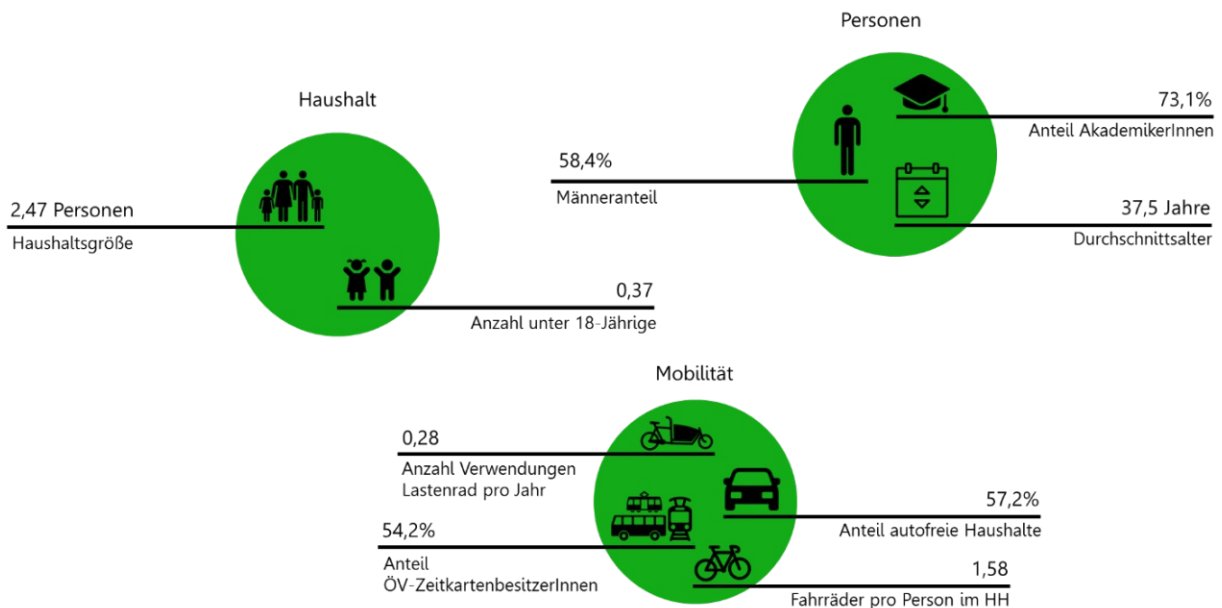 Haushalt
2,47 Personen
Haushaltsgröße
0,37
Anzahl unter 18-Jährige
Personen
73,1%
Anteil AkademikerInnen
58,4%
Männeranteil
37,5 Jahre
Durchschnittsalter
Mobilität
0,28
Anzahl Verwendungen
Lastenrad pro Jahr
57,2%
Anteil autofreie Haushalte
54,2%
Anteil
ÖV-ZeitkartenbesitzerInnen
1,58
Fahrräder pro Person im HH